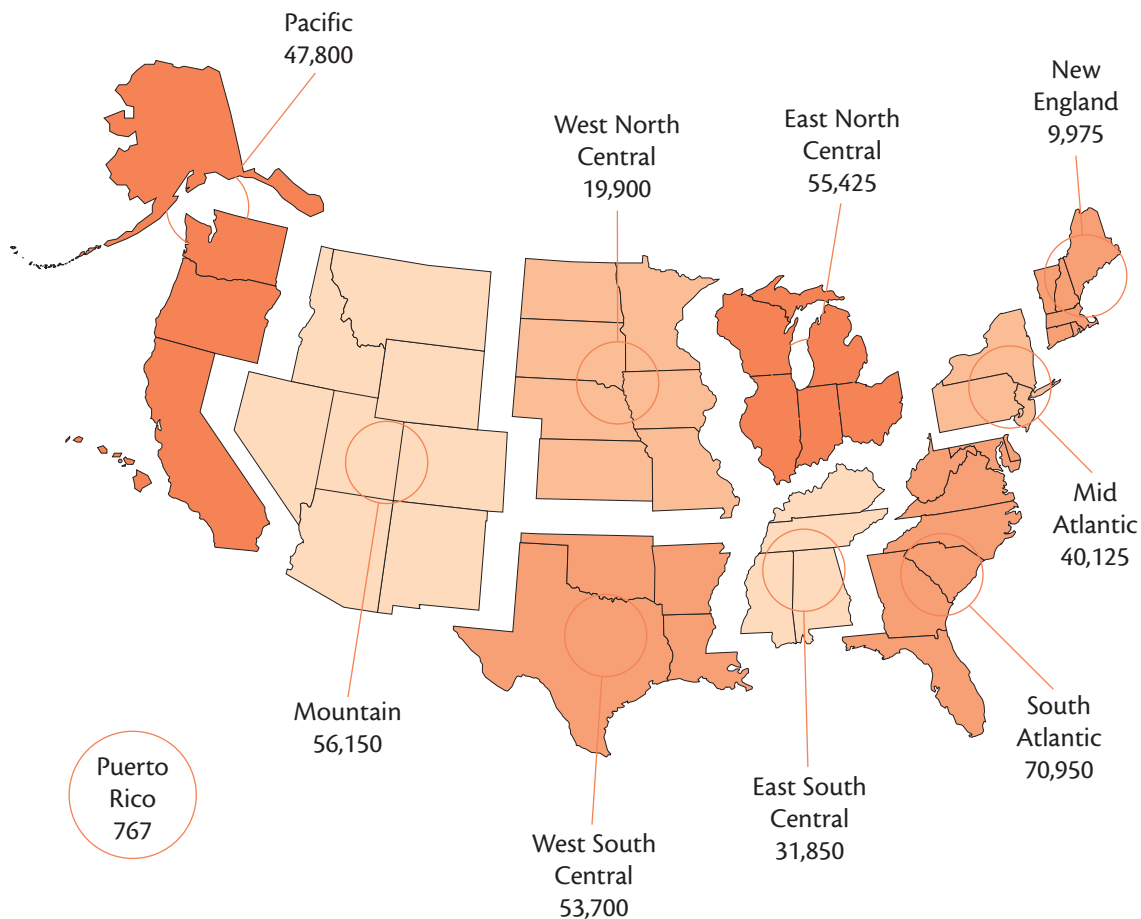 Pacific
47,800
New
England
9,975
West North
Central
19,900
East North
Central
55,425
Mid
Atlantic
40,125
Mountain
56,150
South
Atlantic
70,950
Puerto
Rico
767
East South
Central
31,850
West South
Central
53,700